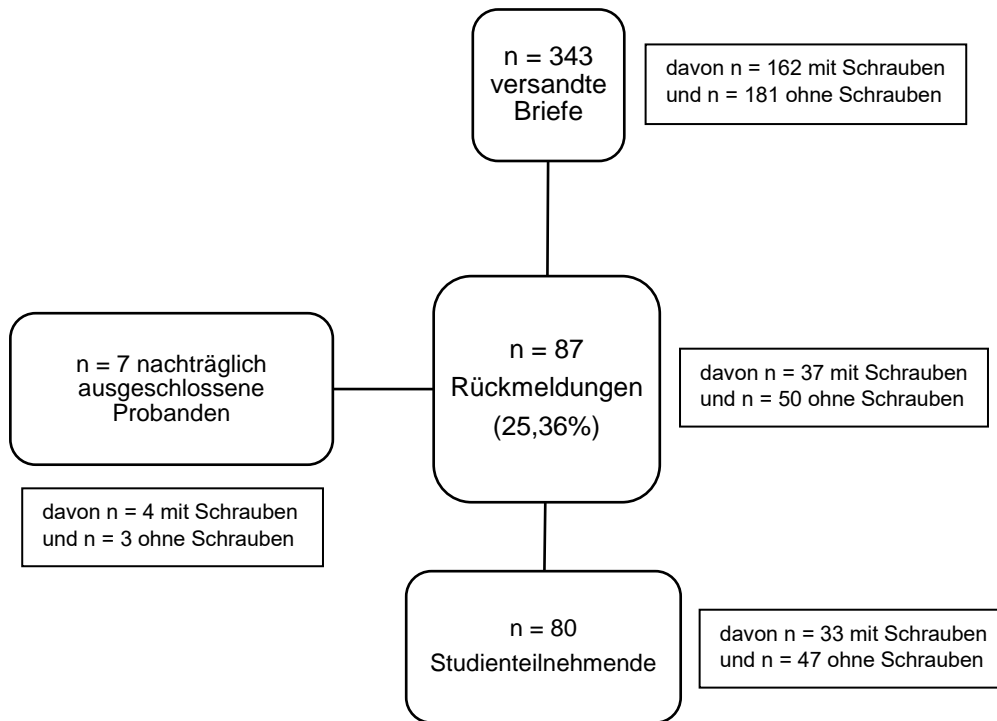 n = 343
versandte
Briefe
davon n = 162 mit Schrauben
und n = 181 ohne Schrauben
n = 7 nachträglich
ausgeschlossene
Probanden
n = 87
Rückmeldungen
(25,36%)
davon n = 37 mit Schrauben
und n = 50 ohne Schrauben
davon n = 4 mit Schrauben
und n = 3 ohne Schrauben
n = 80
Studienteilnehmende
davon n = 33 mit Schrauben
und n = 47 ohne Schrauben